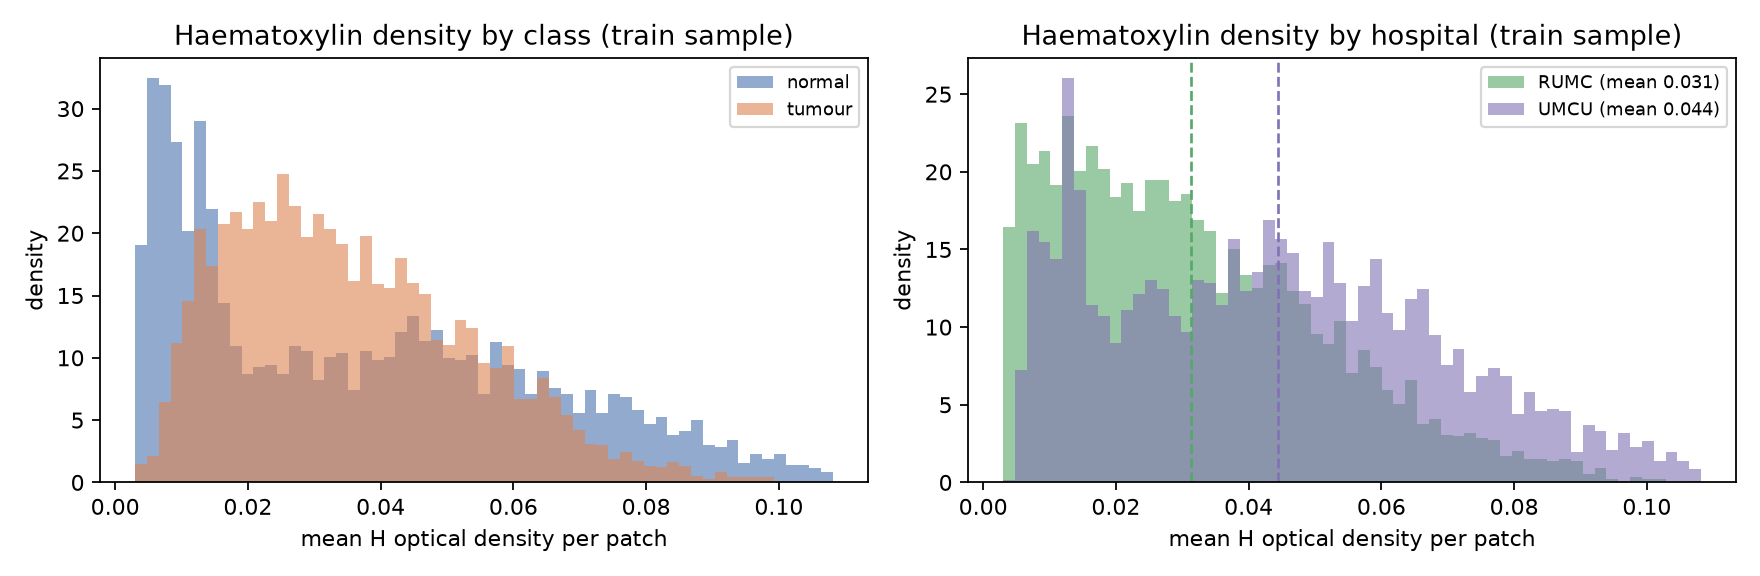 Haematoxylin density by class (train sample)
normal
tumour
density
0
5
10
15
20
25
30
0.00 0.02 0.04 0.06 0.08 0.10
mean H optical density per patch
Haematoxylin density by hospital (train sample)
RUMC (mean 0.031)
UMCU (mean 0.044)
density
0
5
10
15
20
25
0.00 0.02 0.04 0.06 0.08 0.10
mean H optical density per patch